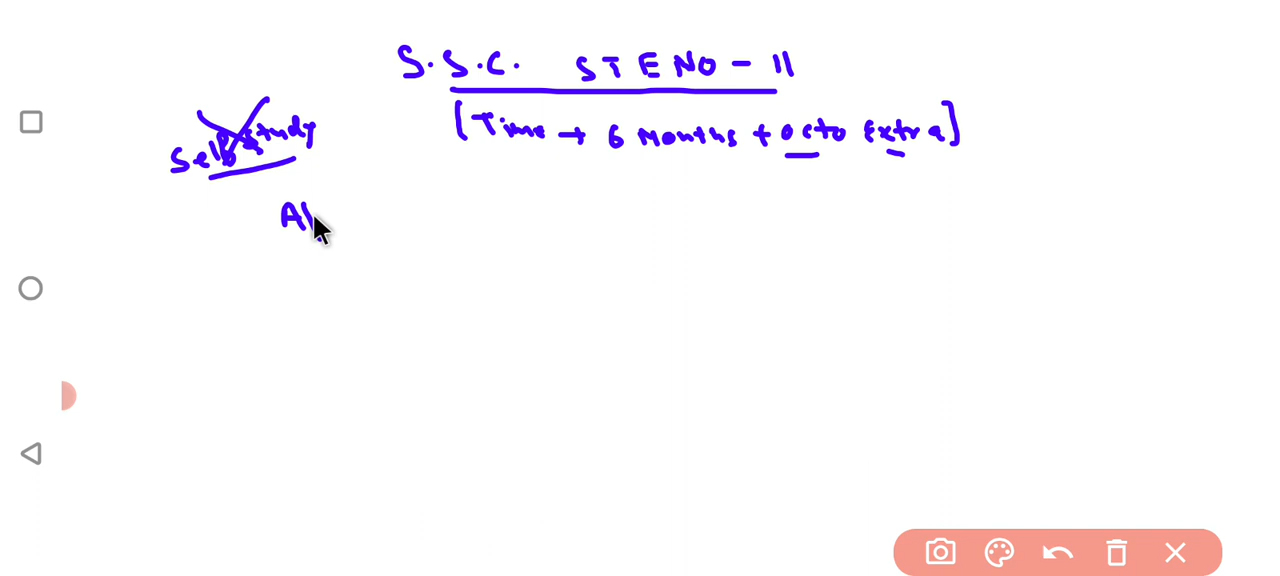 S.S.C. STENO - II
[Time → 6 Months + octo Extra]
Self study